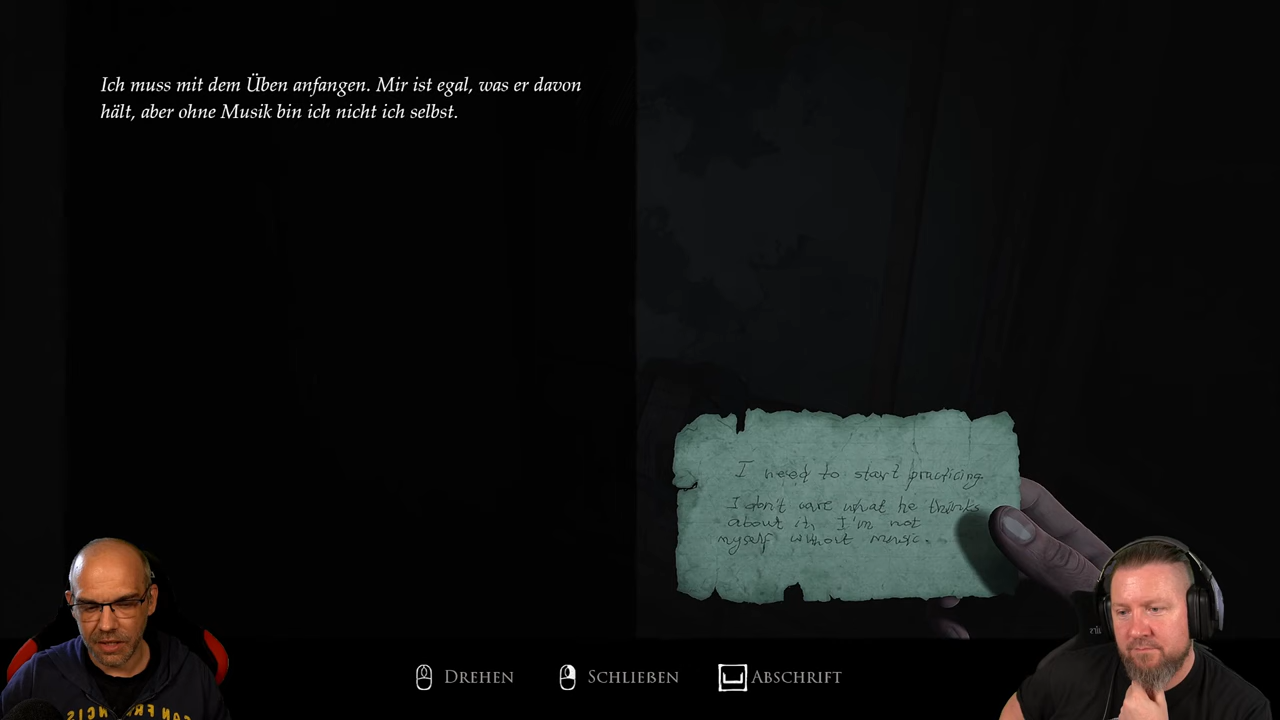 Ich muss mit dem Üben anfangen. Mir ist egal, was er davon
hält, aber ohne Musik bin ich nicht ich selbst.
I need to start practicing.
I don't care what he thinks
about it, I'm not
myself without music.
DREHEN SCHLIEßEN ABSCHRIFT